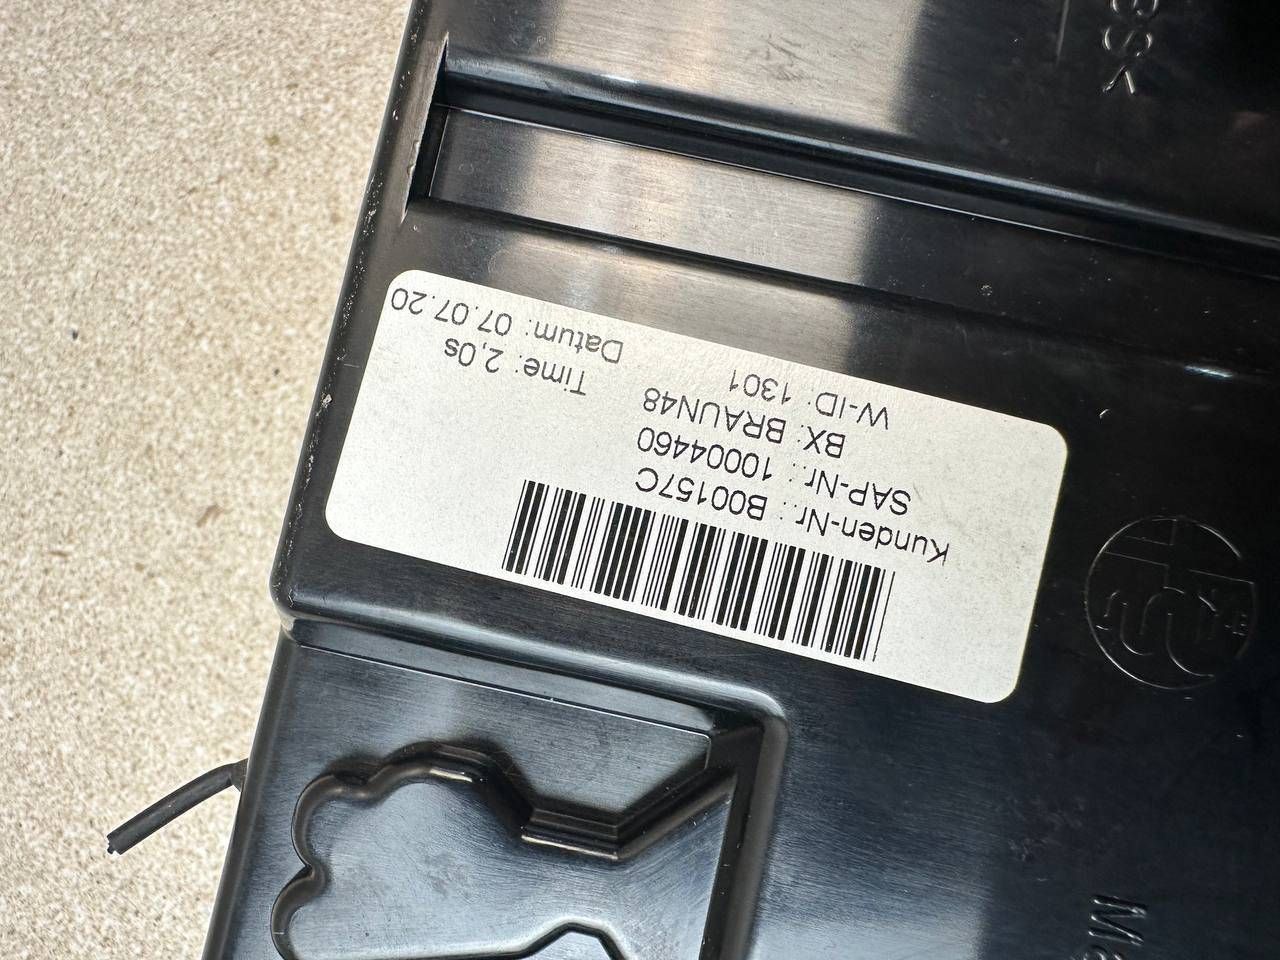 Kunden-Nr.: B00157C
SAP-Nr.: 10004460
BX: BRAUN48
W-ID: 1301
Time: 2,0s
Datum: 07.07.20